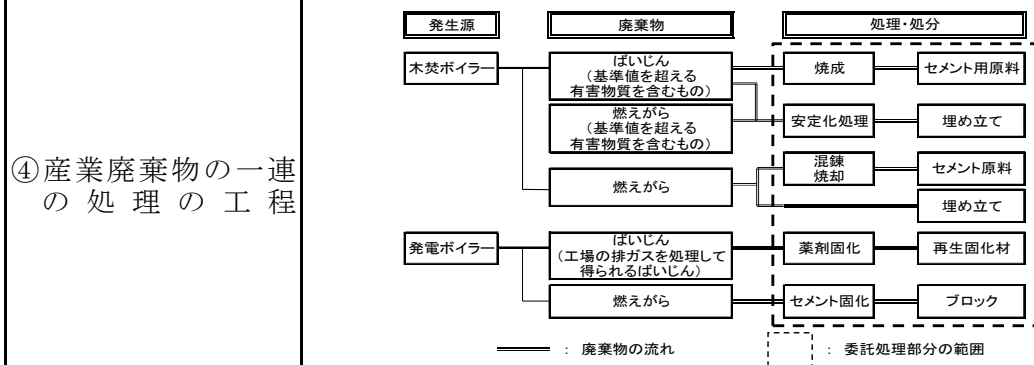 ④産業廃棄物の一連
の処理の工程
発生源
廃棄物
処理・処分
木焚ボイラー
ばいじん
(基準値を超える
有害物質を含むもの)
焼成
セメント用原料
燃えがら
(基準値を超える
有害物質を含むもの)
安定化処理
埋め立て
燃えがら
混錬
焼却
セメント原料
埋め立て
発電ボイラー
ばいじん
(工場の排ガスを処理して
得られるばいじん)
薬剤固化
再生固化材
燃えがら
セメント固化
ブロック
: 廃棄物の流れ
: 委託処理部分の範囲